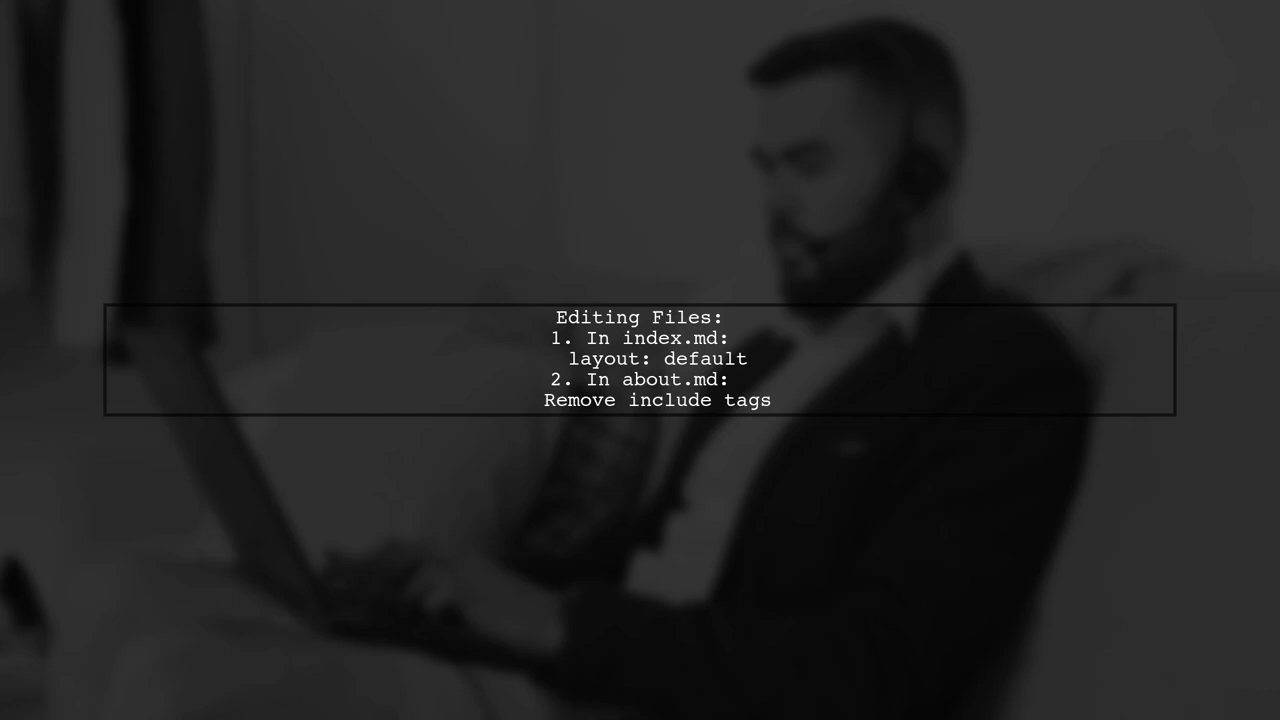 Editing Files:
1. In index.md:
layout: default
2. In about.md:
Remove include tags